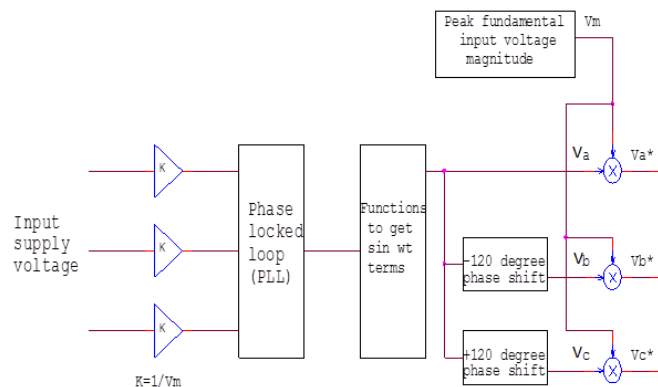 Peak fundamental
input voltage
magnitude
Vm
K
K
K
Input
supply
voltage
Phase
locked
loop
(PLL)
Functions
to get
sin wt
terms
Va
X
Va*
-120 degree
phase shift
Vb
X
Vb*
+120 degree
phase shift
Vc
X
Vc*
K=1/Vm